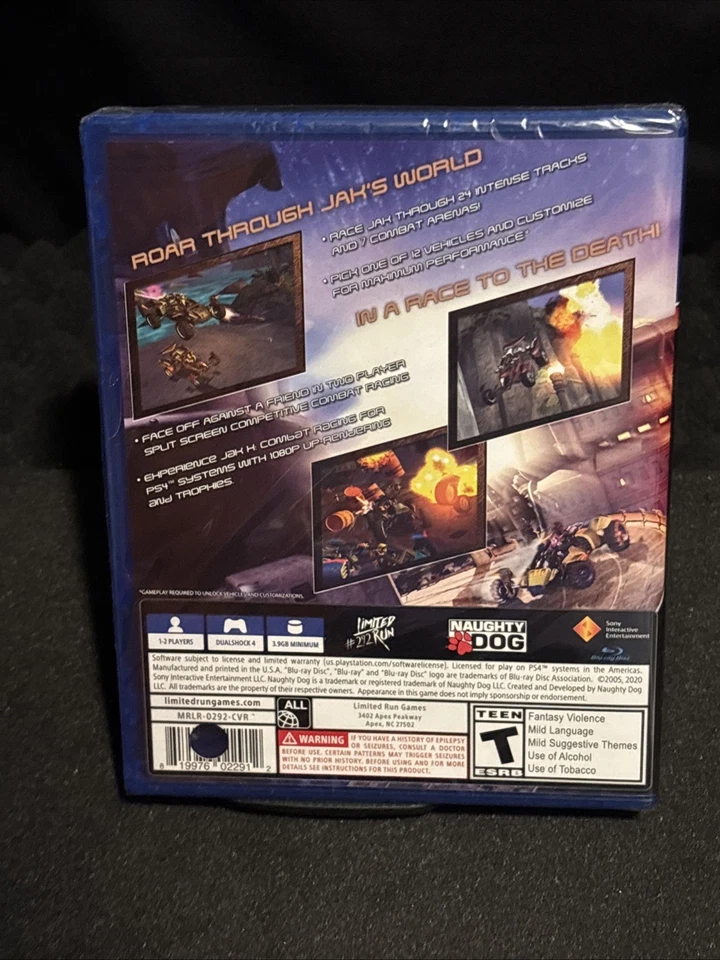 ROAR THROUGH JAK'S WORLD
• RACE JAK THROUGH 24 INTENSE TRACKS
AND 7 COMBAT ARENAS!
• PICK ONE OF 12 VEHICLES AND CUSTOMIZE
FOR MAXIMUM PERFORMANCE*
IN A RACE TO THE DEATH!
• FACE OFF AGAINST A FRIEND IN TWO PLAYER
SPLIT SCREEN COMPETITIVE COMBAT RACING
• EXPERIENCE JAK X: COMBAT RACING FOR
PS4™ SYSTEMS WITH 1080P UP-RENDERING
AND TROPHIES.
*GAMEPLAY REQUIRED TO UNLOCK VEHICLES AND CUSTOMIZATIONS.
1-2 PLAYERS
DUALSHOCK 4
3.9GB MINIMUM
LIMITED
#292 RUN
NAUGHTY
DOG
Sony
Interactive
Entertainment
Blu-ray Disc
Software subject to license and limited warranty (us.playstation.com/softwarelicense). Licensed for play on PS4™ systems in the Americas.
Manufactured and printed in the U.S.A. "Blu-ray Disc", "Blu-ray" and "Blu-ray Disc" logo are trademarks of Blu-ray Disc Association. ©2005, 2020
Sony Interactive Entertainment LLC. Naughty Dog is a trademark or registered trademark of Naughty Dog LLC. Created and Developed by Naughty Dog
LLC. All trademarks are the property of their respective owners. Appearance in this game does not imply sponsorship or endorsement.
limitedrungames.com
MRLR-0292-CVR
8 19976 02291 2
ALL
Limited Run Games
3402 Apex Peakway
Apex, NC 27502
WARNING IF YOU HAVE A HISTORY OF EPILEPSY
OR SEIZURES, CONSULT A DOCTOR
BEFORE USE. CERTAIN PATTERNS MAY TRIGGER SEIZURES
WITH NO PRIOR HISTORY. BEFORE USING AND FOR MORE
DETAILS SEE INSTRUCTIONS FOR THIS PRODUCT.
TEEN
T
ESRB
Fantasy Violence
Mild Language
Mild Suggestive Themes
Use of Alcohol
Use of Tobacco